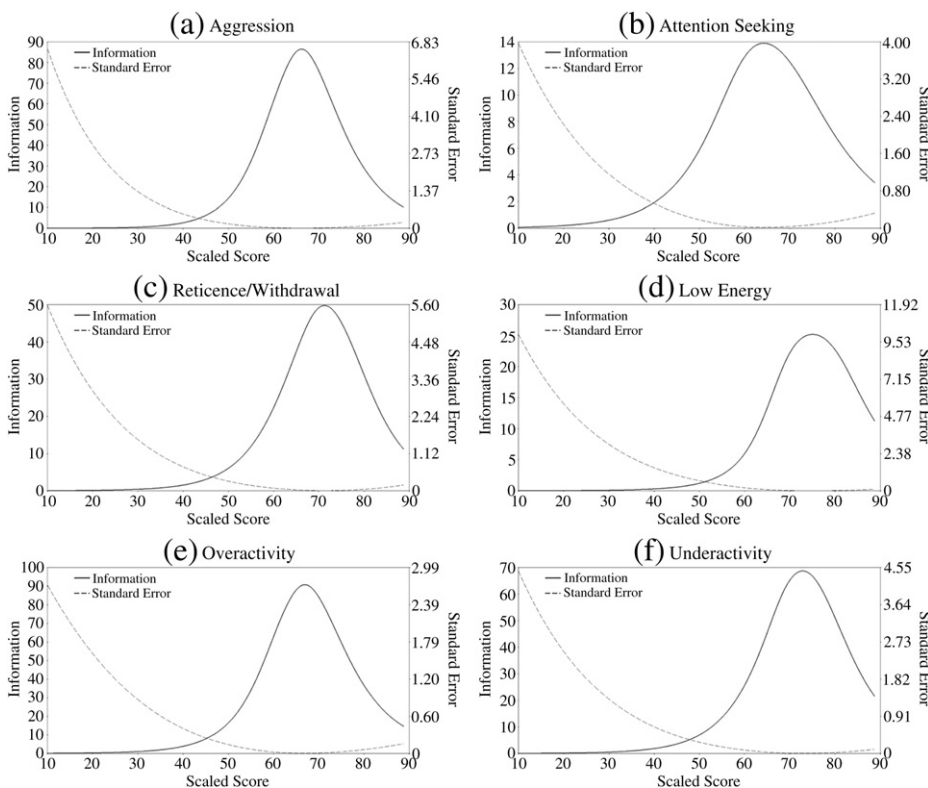 (a) Aggression
Information
Standard Error
90
80
70
60
50
40
30
20
10
0
6.83
5.46
4.10
2.73
1.37
0
10 20 30 40 50 60 70 80 90
Scaled Score
Information
Standard Error
(b) Attention Seeking
Information
Standard Error
14
12
10
8
6
4
2
0
4.00
3.20
2.40
1.60
0.80
0
10 20 30 40 50 60 70 80 90
Scaled Score
Information
Standard Error
(c) Reticence/Withdrawal
Information
Standard Error
50
40
30
20
10
0
5.60
4.48
3.36
2.24
1.12
0
10 20 30 40 50 60 70 80 90
Scaled Score
Information
Standard Error
(d) Low Energy
Information
Standard Error
30
25
20
15
10
5
0
11.92
9.53
7.15
4.77
2.38
0
10 20 30 40 50 60 70 80 90
Scaled Score
Information
Standard Error
(e) Overactivity
Information
Standard Error
100
90
80
70
60
50
40
30
20
10
0
2.99
2.39
1.79
1.20
0.60
0
10 20 30 40 50 60 70 80 90
Scaled Score
Information
Standard Error
(f) Underactivity
Information
Standard Error
70
60
50
40
30
20
10
0
4.55
3.64
2.73
1.82
0.91
0
10 20 30 40 50 60 70 80 90
Scaled Score
Information
Standard Error